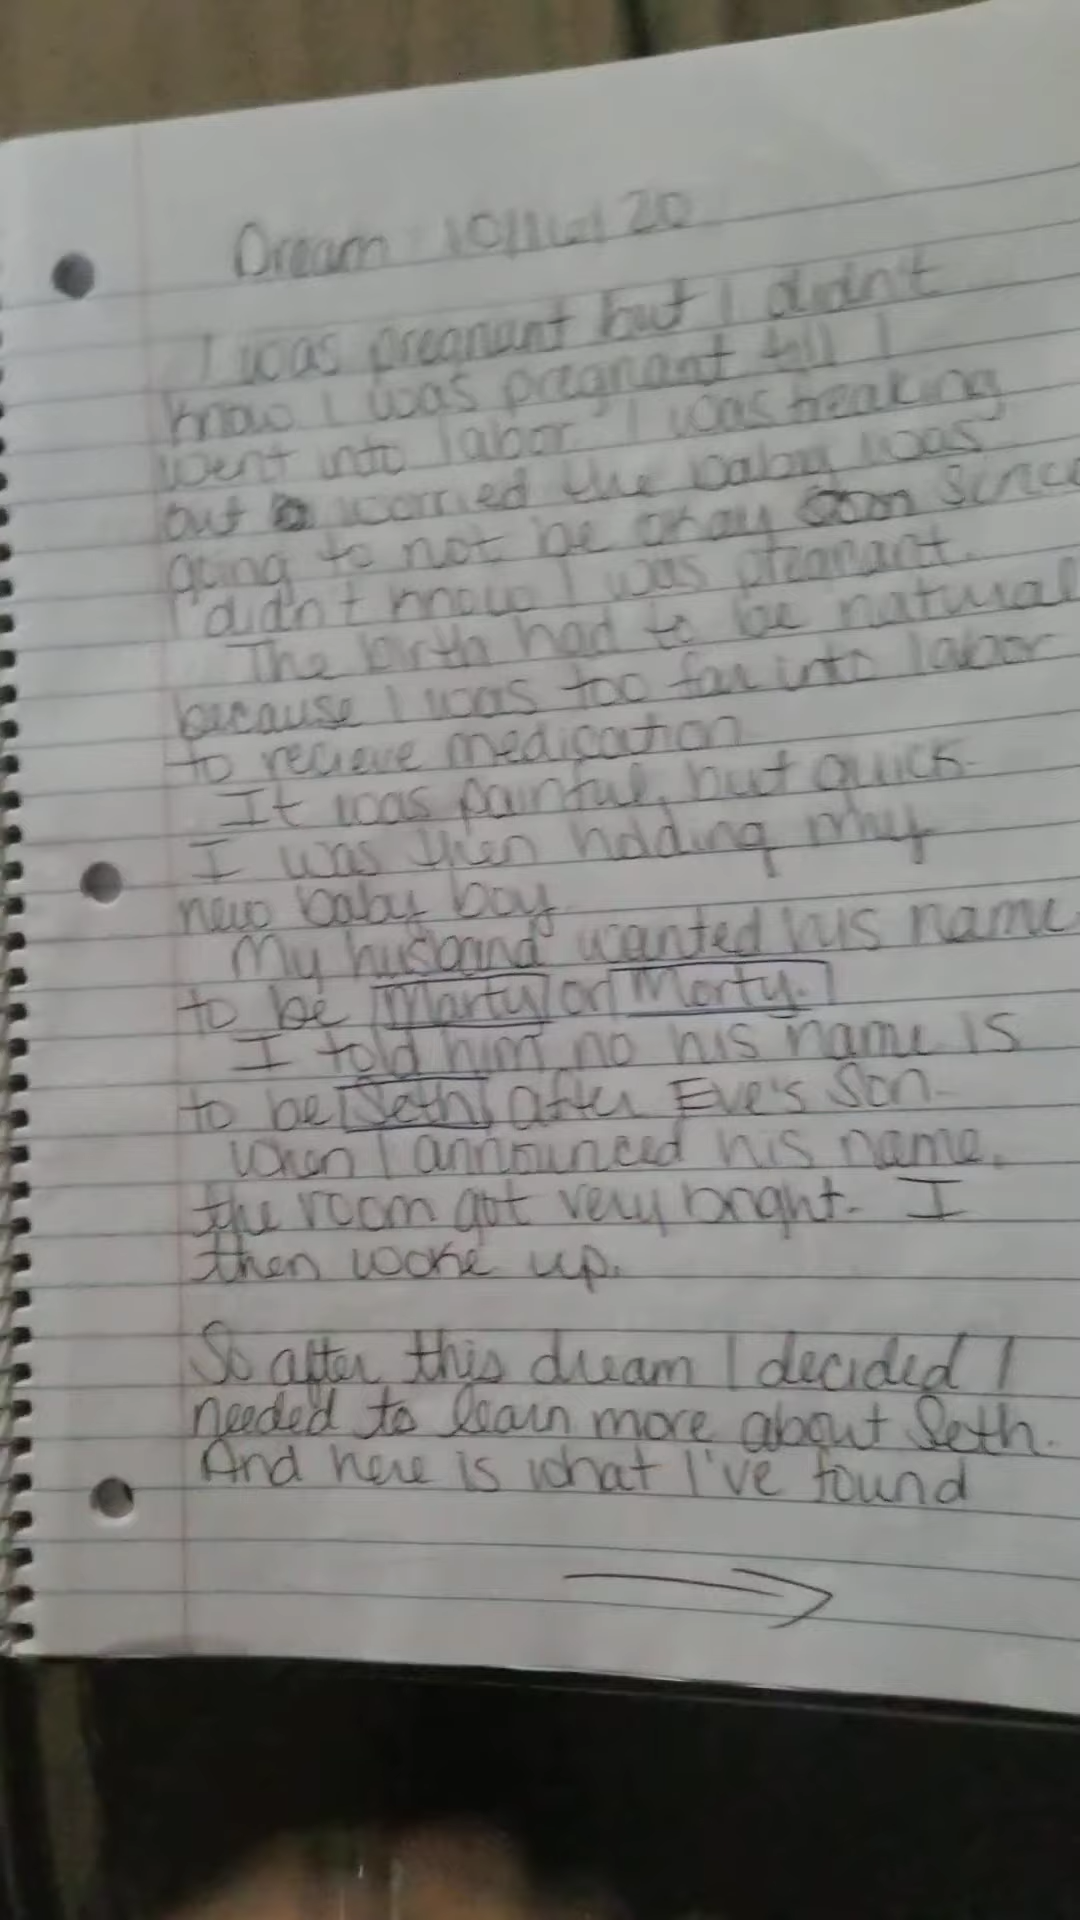 Dream
I was pregnant but I didn't
know I was pregnant till I
went into labor. I was freaking
out worried the baby was
going to not be okay since
I didn't know I was pregnant.
The birth had to be natural
because I was too far into labor
to recieve medication
It was painful, but quick.
I was then holding my
new baby boy.
My husband wanted his name
to be Marty or Morty.
I told him no his name is
to be Seth after Eve's Son.
When I announced his name,
the room got very bright. I
then woke up.
So after this dream I decided I
needed to learn more about Seth.
And here is what I've found